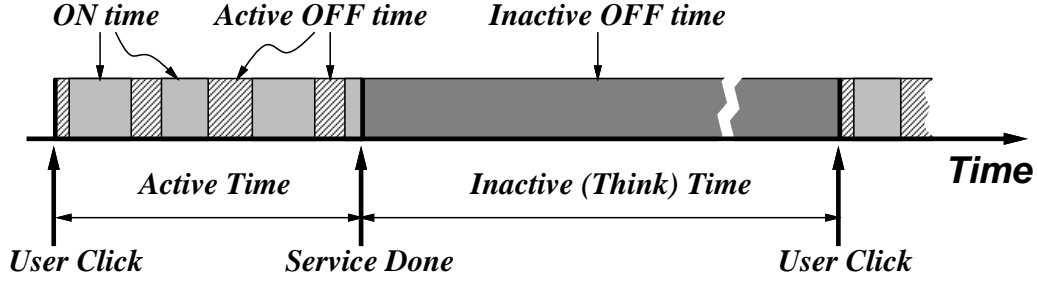 ON time
Active OFF time
Inactive OFF time
Time
Active Time
Inactive (Think) Time
User Click
Service Done
User Click